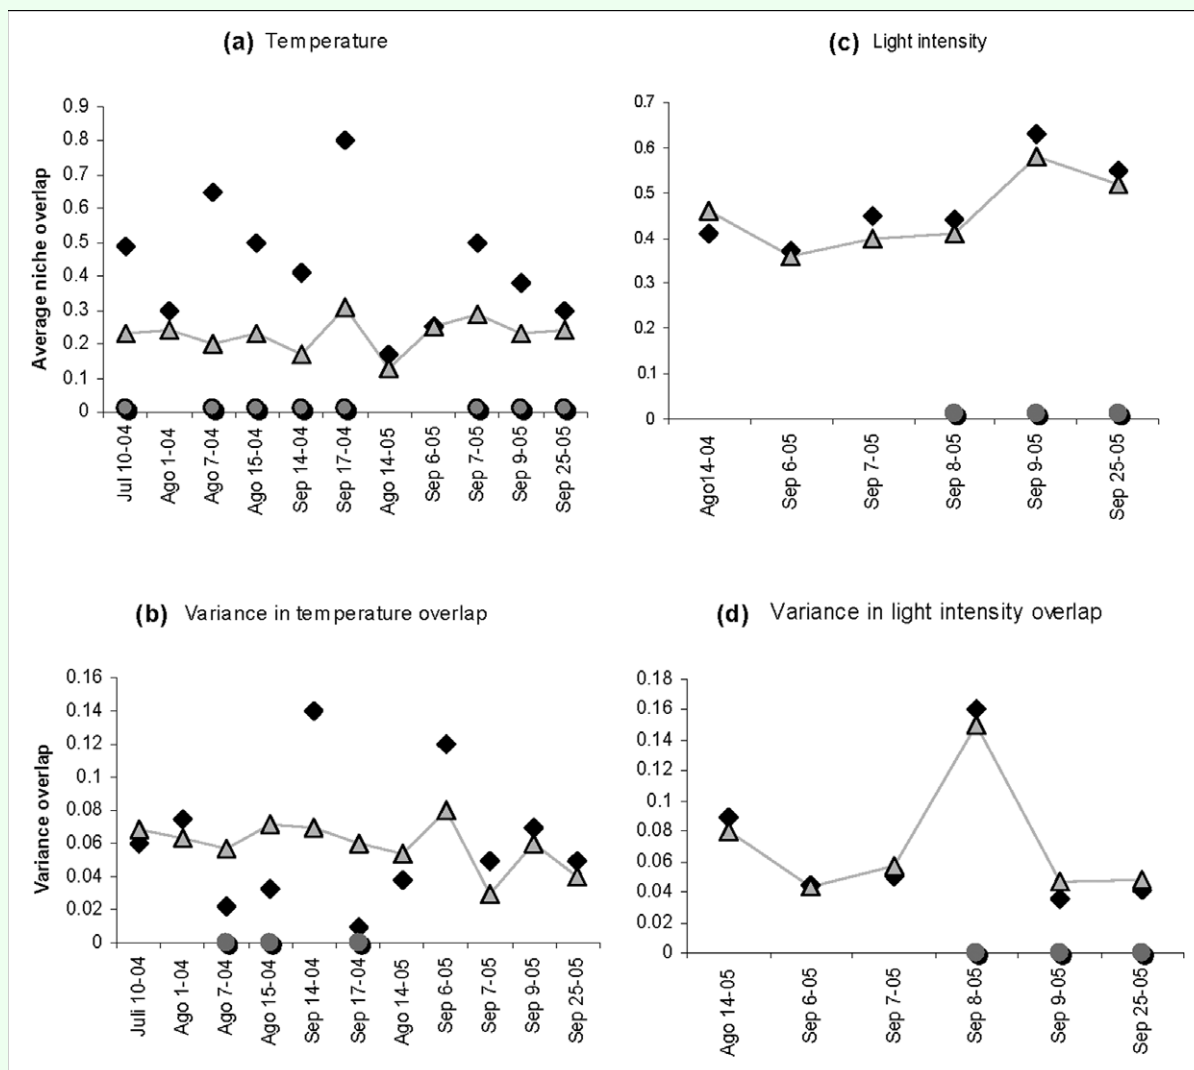 (a) Temperature
Average niche overlap
0.9
0.8
0.7
0.6
0.5
0.4
0.3
0.2
0.1
0
Jul 10-04
Ago 1-04
Ago 7-04
Ago 15-04
Sep 14-04
Sep 17-04
Ago 14-05
Sep 6-05
Sep 7-05
Sep 9-05
Sep 25-05
(c) Light intensity
0.7
0.6
0.5
0.4
0.3
0.2
0.1
0
Ago14-04
Sep 6-05
Sep 7-05
Sep 8-05
Sep 9-05
Sep 25-05
(b) Variance in temperature overlap
Variance overlap
0.16
0.14
0.12
0.1
0.08
0.06
0.04
0.02
0
Juli 10-04
Ago 1-04
Ago 7-04
Ago 15-04
Sep 14-04
Sep 17-04
Ago 14-05
Sep 6-05
Sep 7-05
Sep 9-05
Sep 25-05
(d) Variance in light intensity overlap
0.18
0.16
0.14
0.12
0.1
0.08
0.06
0.04
0.02
0
Ago 14-05
Sep 6-05
Sep 7-05
Sep 8-05
Sep 9-05
Sep 25-05